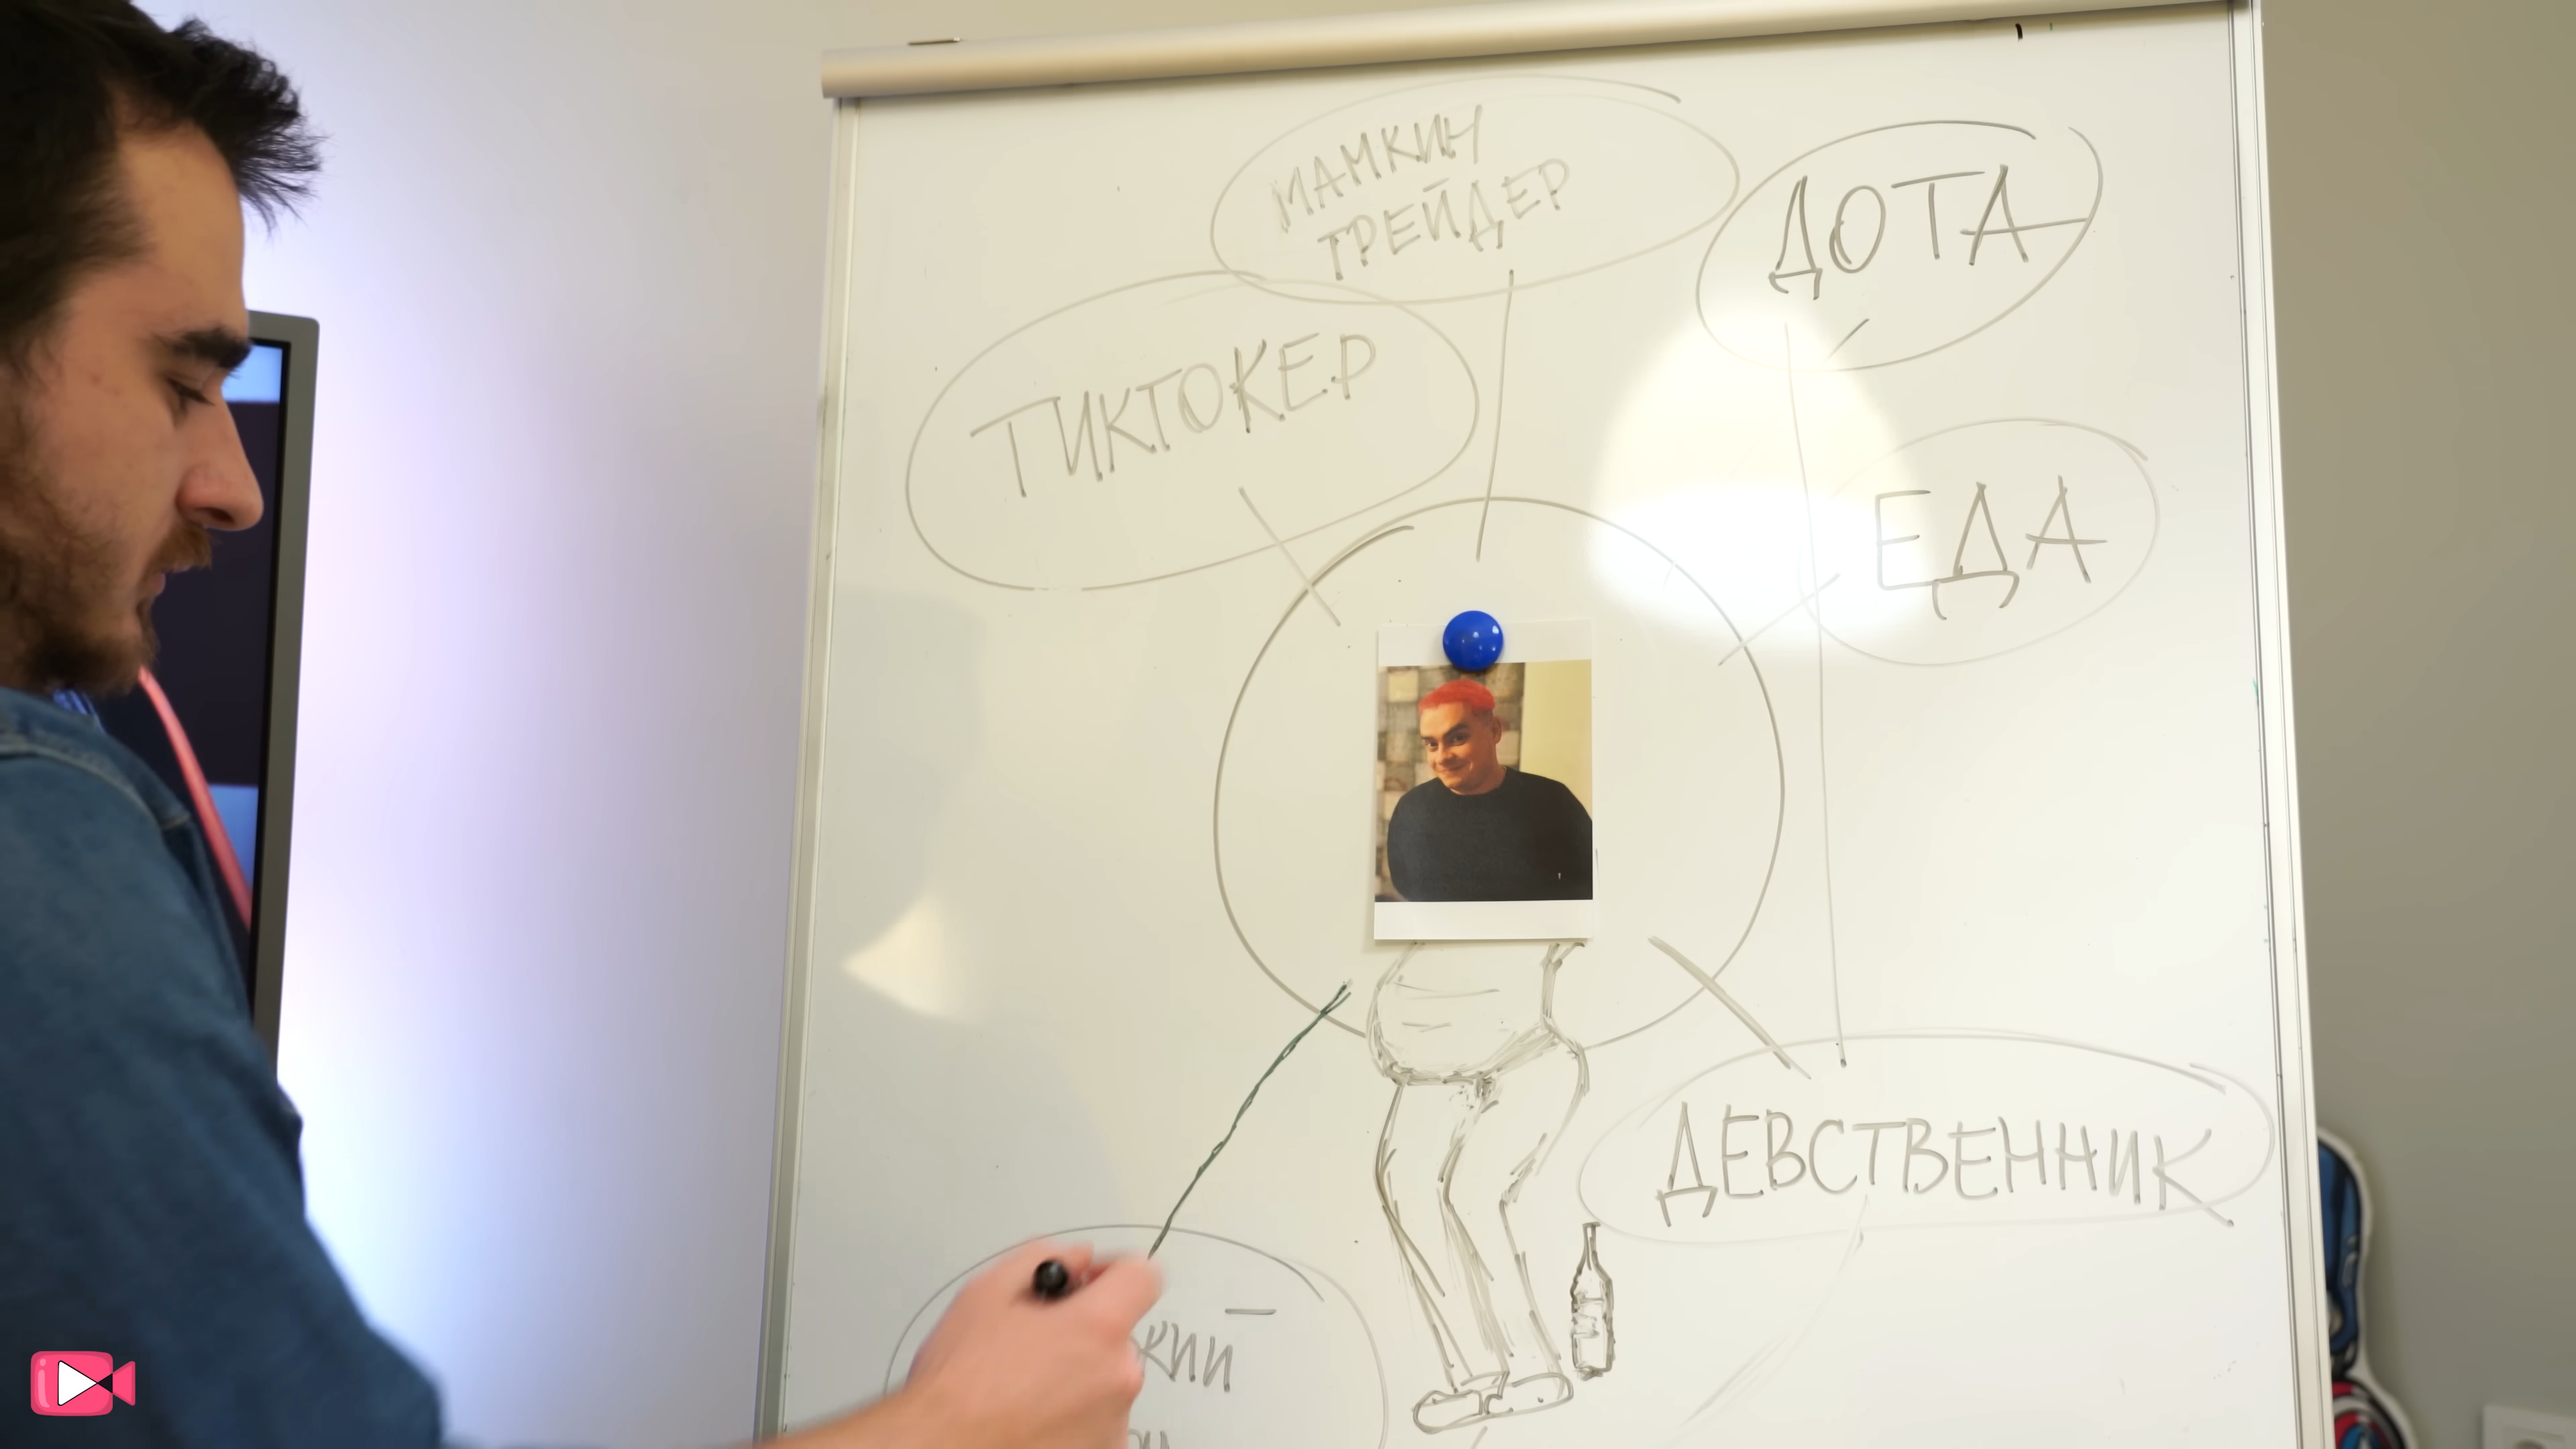 МАМКИН
ТРЕЙДЕР
ДОТА
ТИКТОКЕР
ЕДА
ДЕВСТВЕННИК